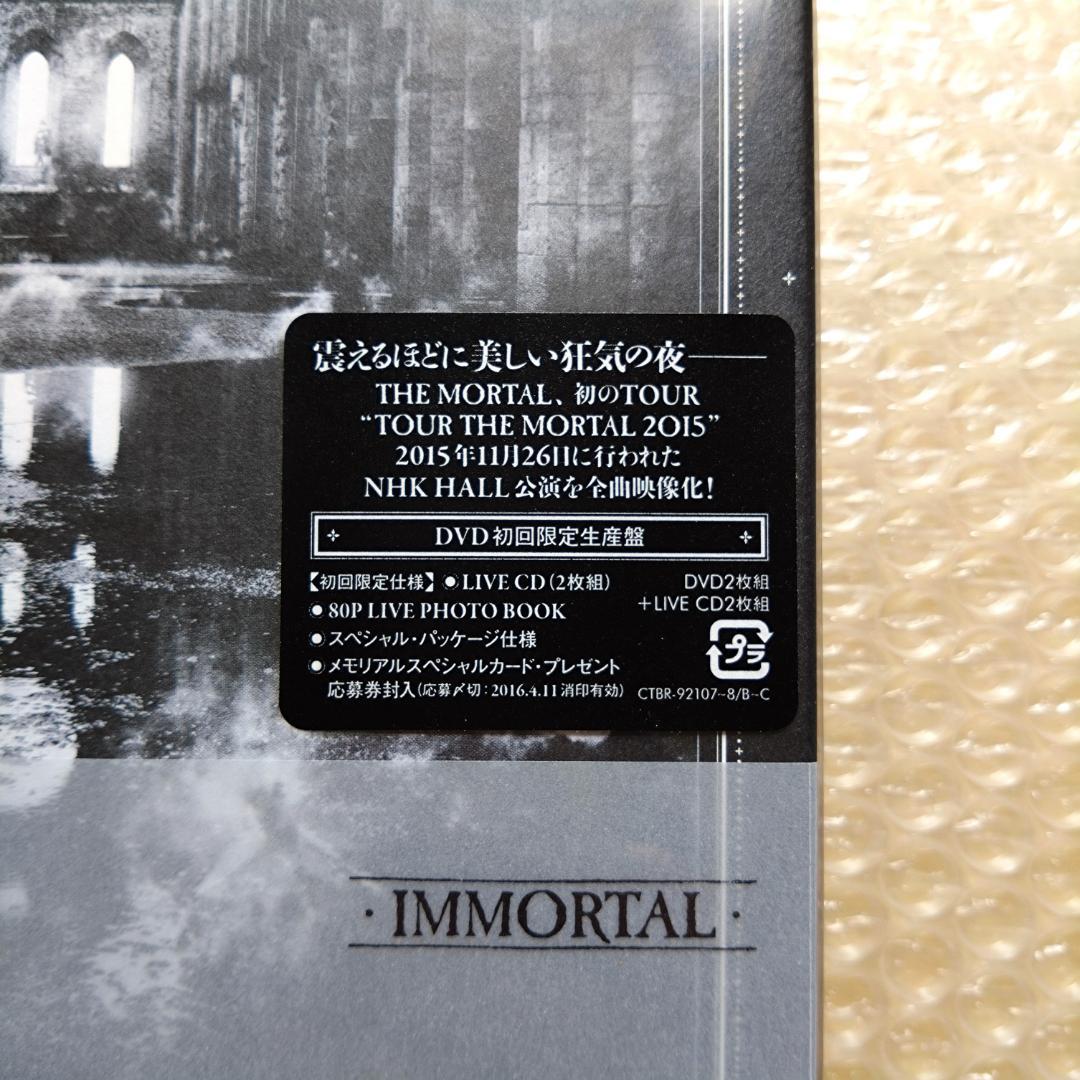 震えるほどに美しい狂気の夜――
THE MORTAL、初のTOUR
“TOUR THE MORTAL 2015”
2015年11月26日に行われた
NHK HALL公演を全曲映像化!
DVD初回限定生産盤
【初回限定仕様】●LIVE CD(2枚組)
●80P LIVE PHOTO BOOK
●スペシャル・パッケージ仕様
●メモリアルスペシャルカード・プレゼント
応募券封入(応募〆切:2016.4.11消印有効)
DVD2枚組
+LIVE CD2枚組
プラ
CTBR-92107~8/B~C
・IMMORTAL・